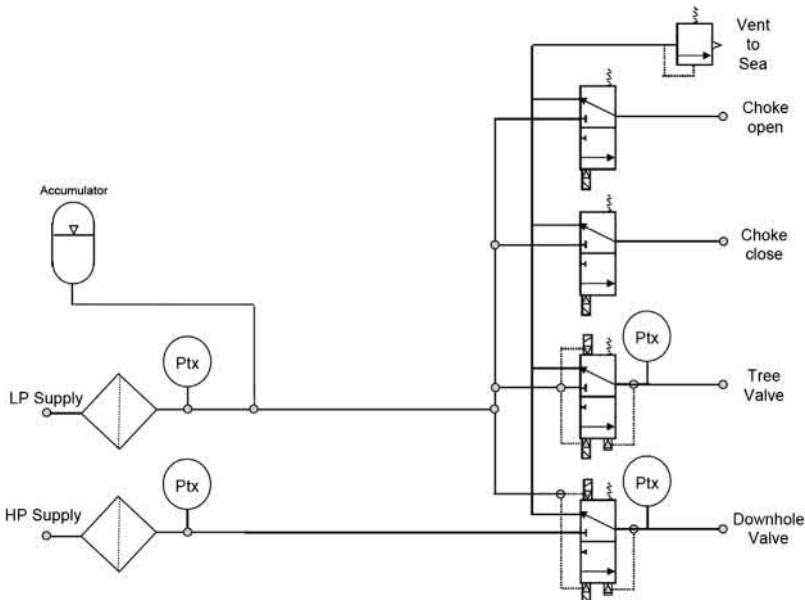 Vent
to
Sea
Choke
open
Accumulator
Choke
close
Ptx
Ptx
LP Supply
Tree
Valve
Ptx
Ptx
HP Supply
Downhole
Valve